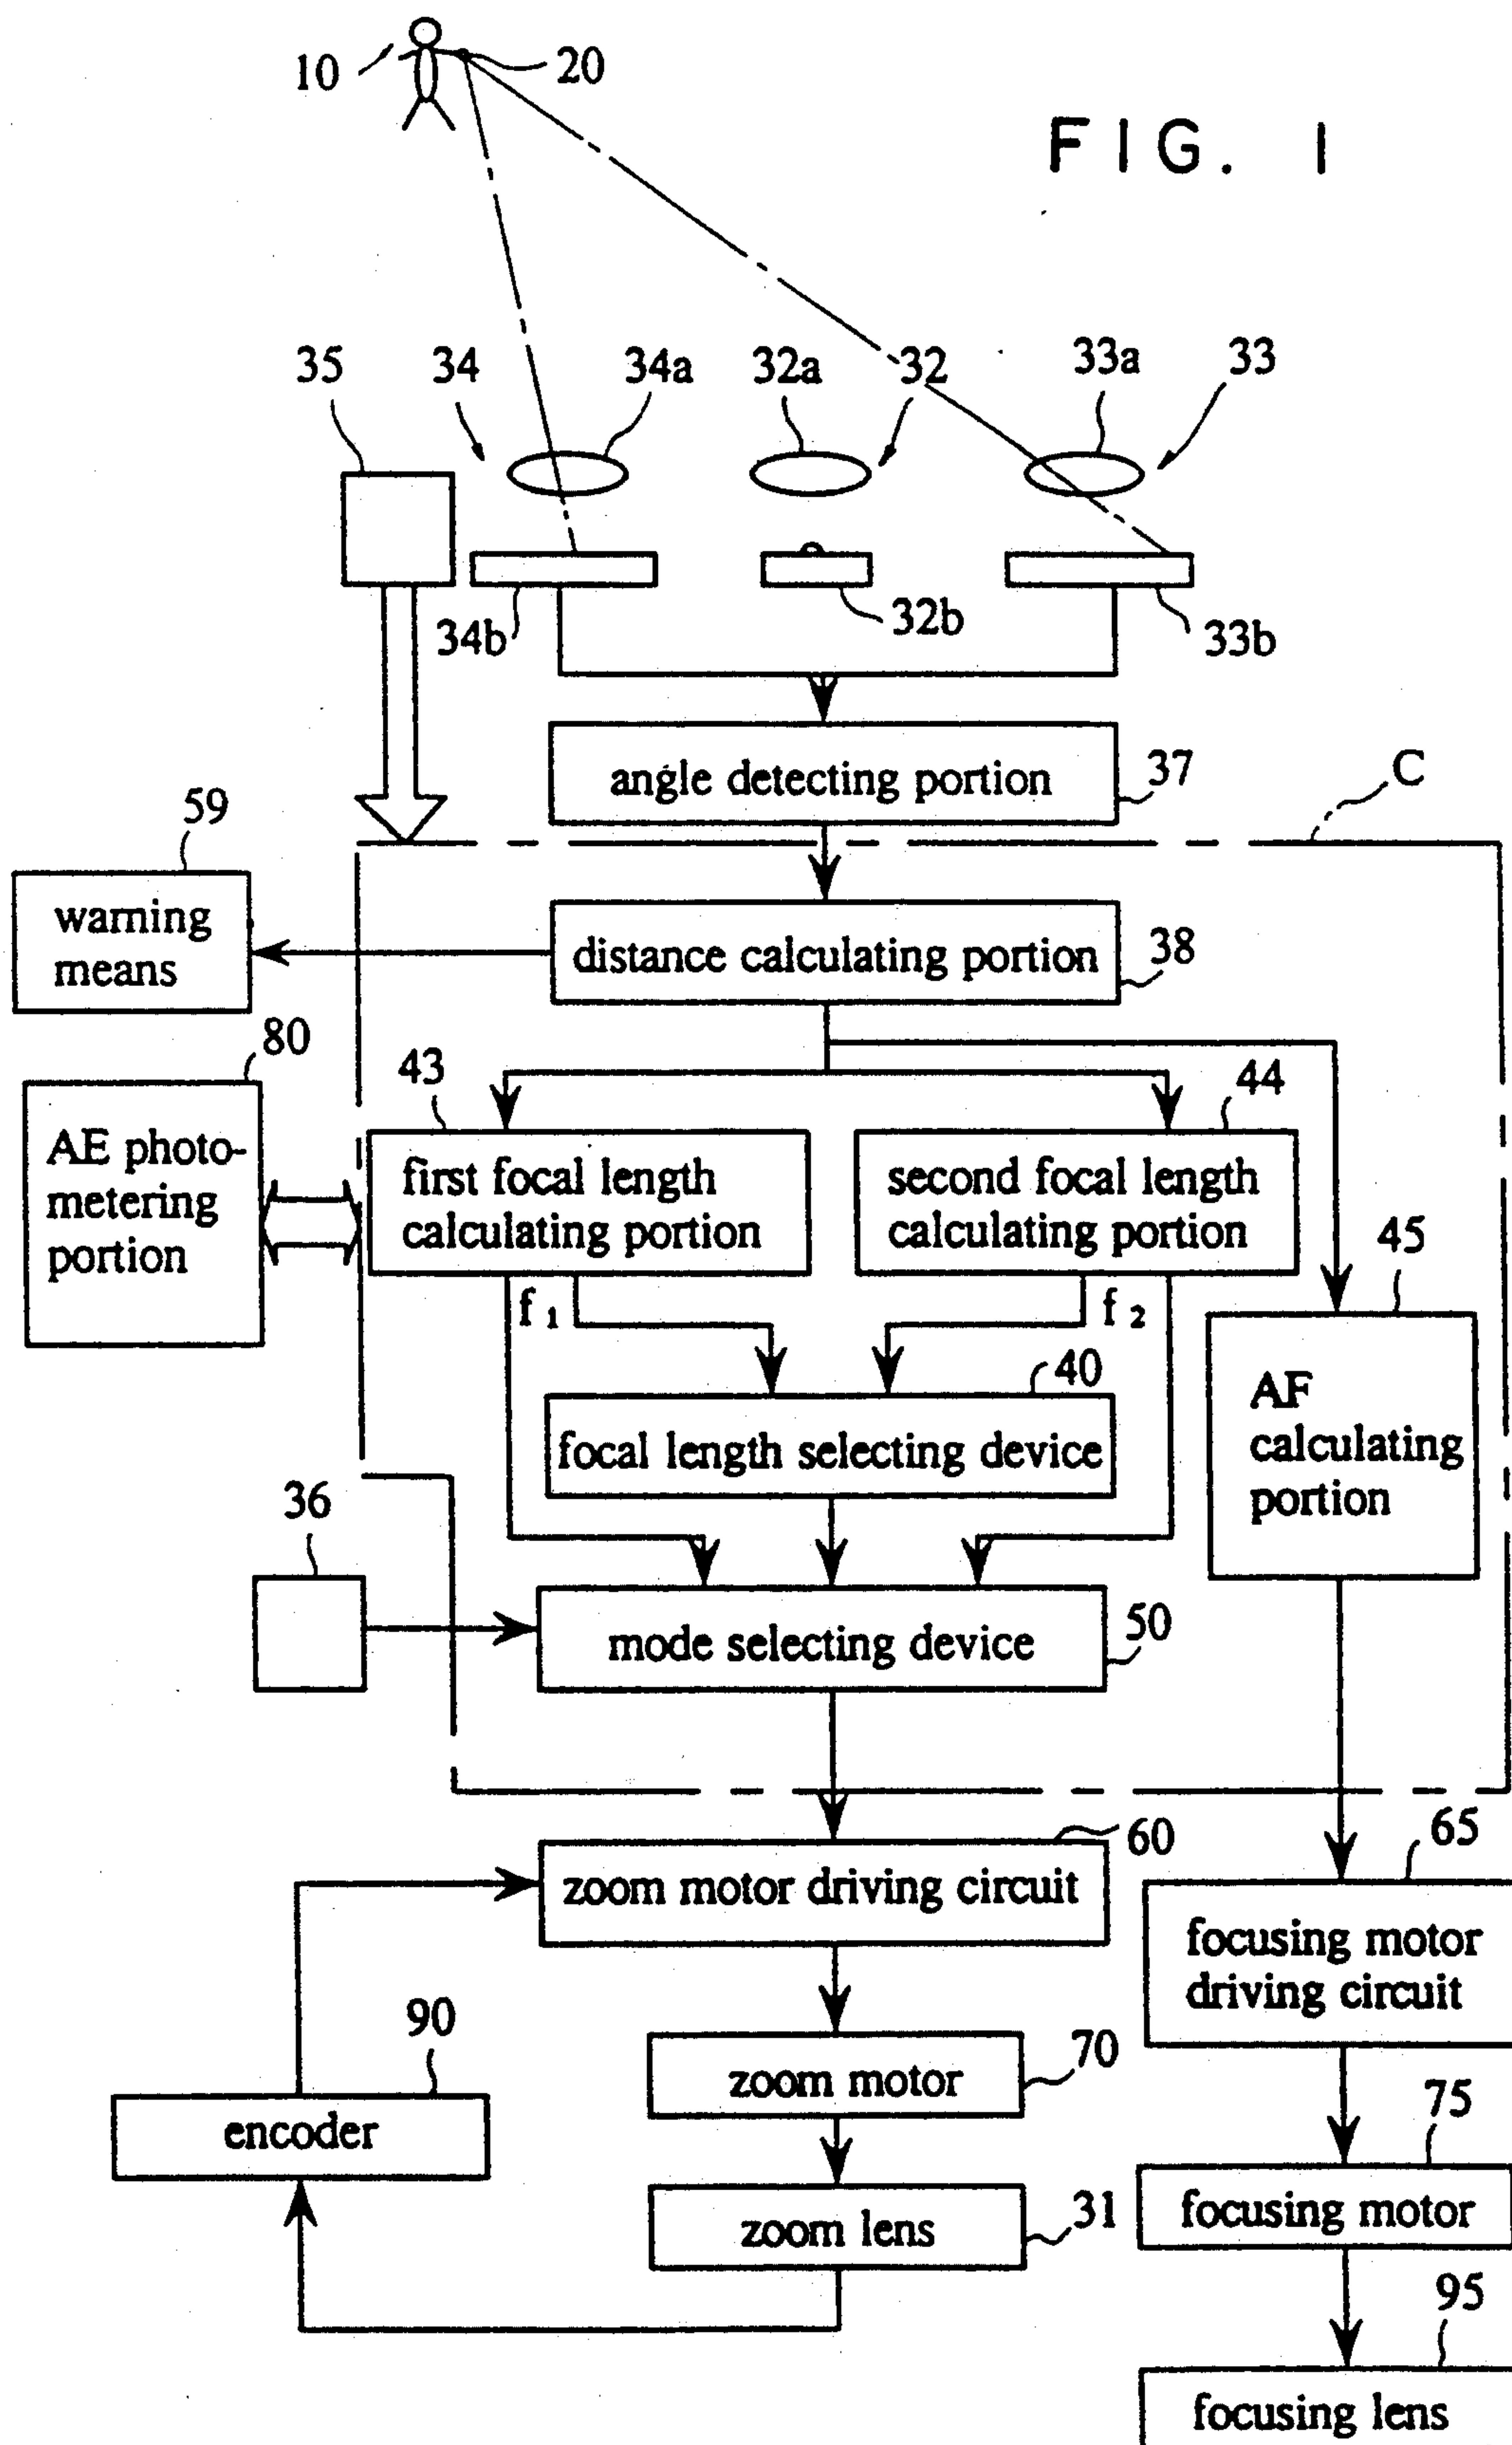 10
20
FIG. 1
35
34
34a
32a
32
33a
33
34b
32b
33b
angle detecting portion
37
C
59
warning
means
distance calculating portion
38
80
AE photo-
metering
portion
43
first focal length
calculating portion
44
second focal length
calculating portion
45
f 1
f 2
40
focal length selecting device
AF
calculating
portion
36
mode selecting device
50
60
zoom motor driving circuit
65
focusing motor
driving circuit
90
encoder
zoom motor
70
75
focusing motor
zoom lens
31
95
focusing lens